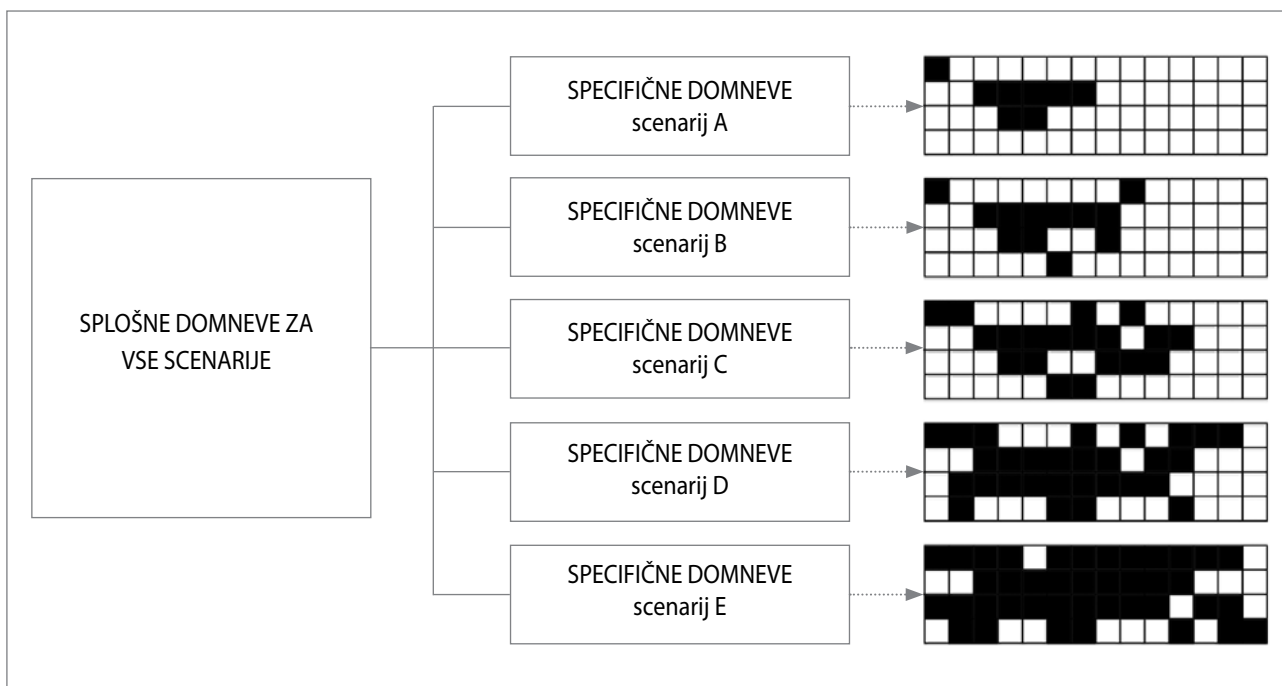 SPLOŠNE DOMNEVE ZA
VSE SCENARIJE
SPECIFIČNE DOMNEVE
scenarij A
SPECIFIČNE DOMNEVE
scenarij B
SPECIFIČNE DOMNEVE
scenarij C
SPECIFIČNE DOMNEVE
scenarij D
SPECIFIČNE DOMNEVE
scenarij E